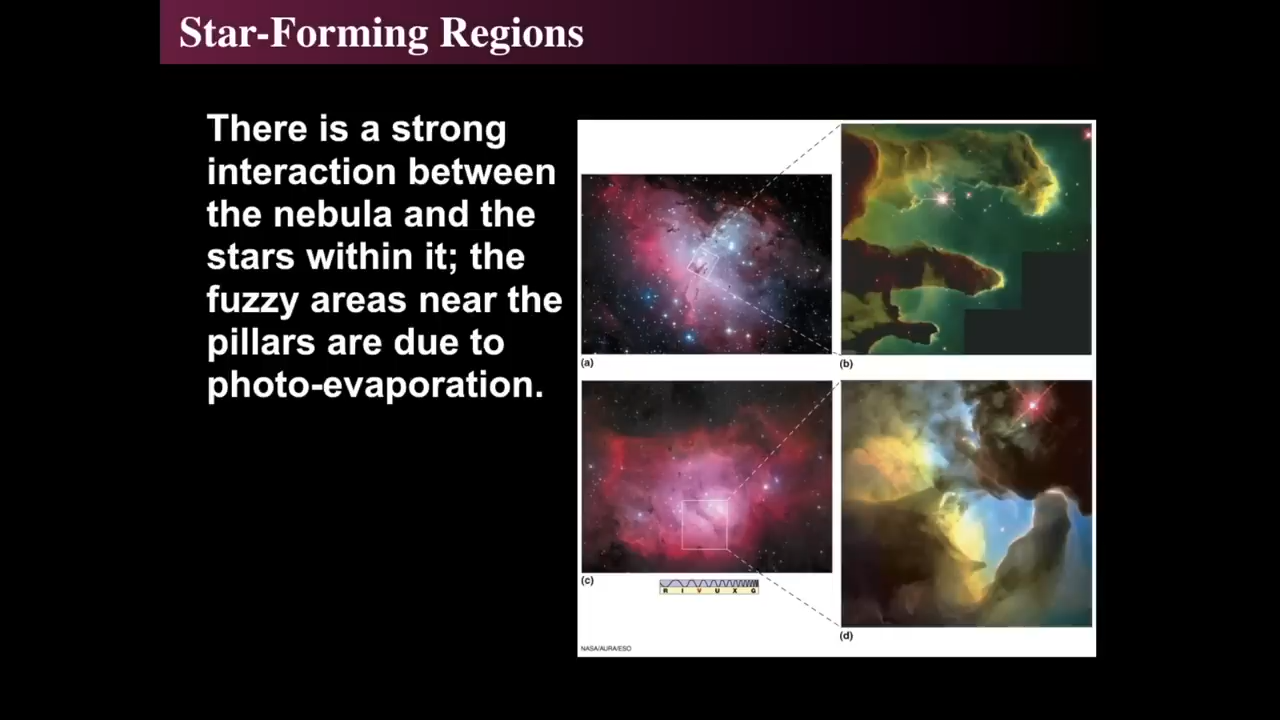 Star-Forming Regions
There is a strong
interaction between
the nebula and the
stars within it; the
fuzzy areas near the
pillars are due to
photo-evaporation.
(a)
(b)
(c)
R I V U X G
(d)
NASA/AURA/ESO